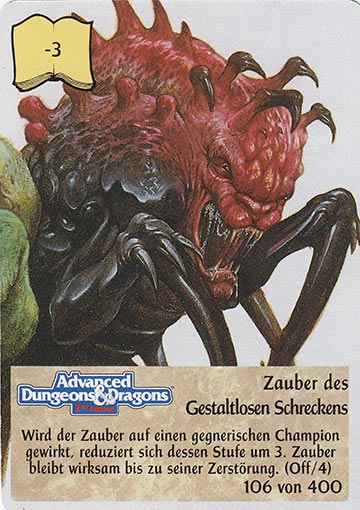 -3
Advanced
Dungeons & Dragons
2nd Edition
Zauber des
Gestaltlosen Schreckens
Wird der Zauber auf einen gegnerischen Champion
gewirkt, reduziert sich dessen Stufe um 3. Zauber
bleibt wirksam bis zu seiner Zerstörung. (Off/4)
106 von 400